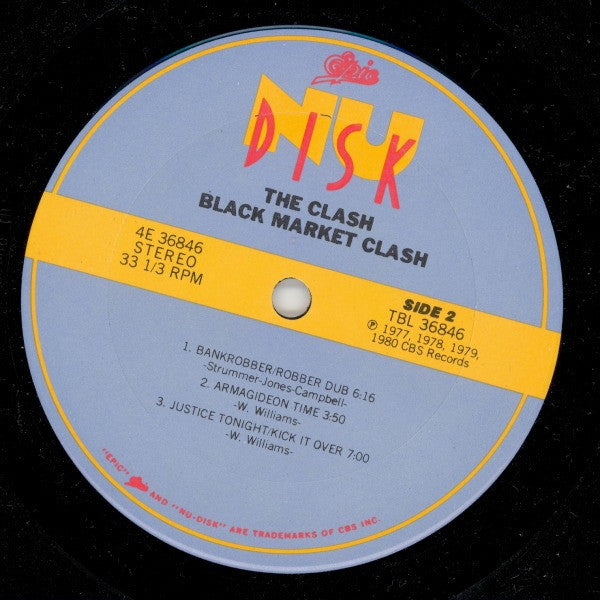 Epic
NU
DISK
THE CLASH
BLACK MARKET CLASH
4E 36846
STEREO
33 1/3 RPM
SIDE 2
TBL 36846
℗ 1977, 1978, 1979,
1980 CBS Records
1. BANKROBBER/ROBBER DUB 6:16
-Strummer-Jones-Campbell-
2. ARMAGIDEON TIME 3:50
-W. Williams-
3. JUSTICE TONIGHT/KICK IT OVER 7:00
-W. Williams-
"EPIC" Epic AND "NU-DISK" ARE TRADEMARKS OF CBS INC.